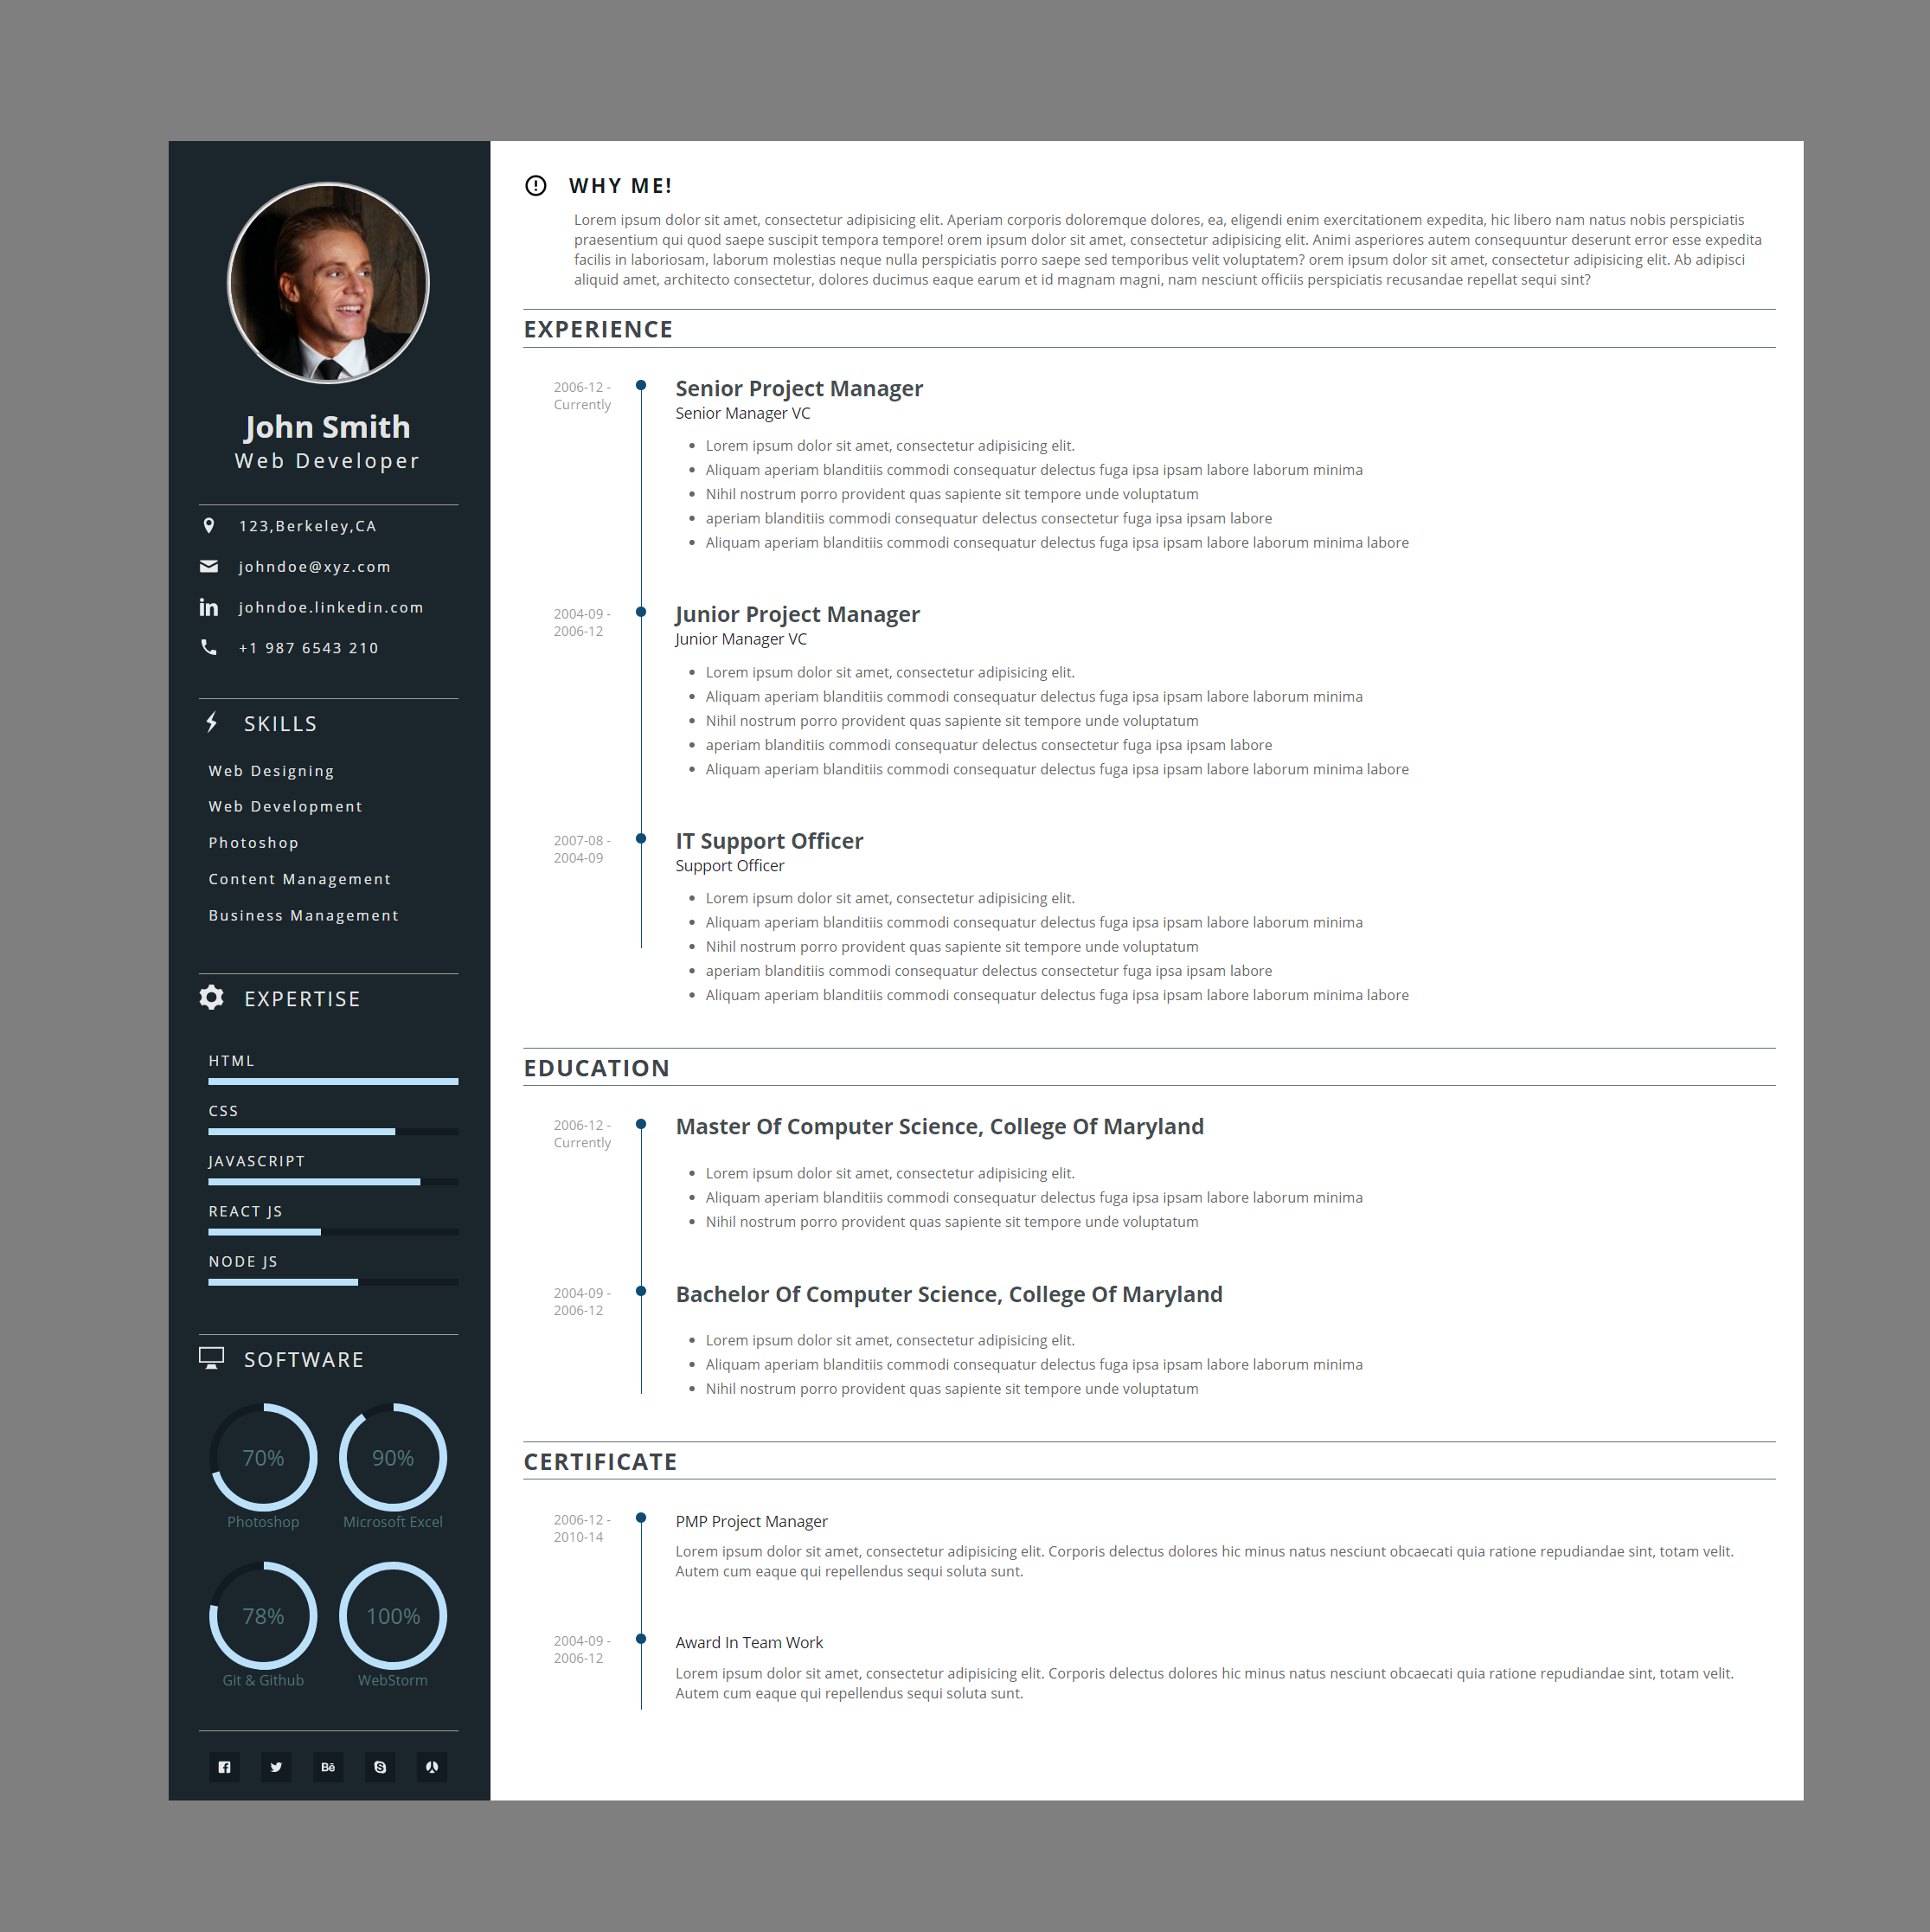 John Smith
Web Developer
123,Berkeley,CA
johndoe@xyz.com
johndoe.linkedin.com
+1 987 6543 210
SKILLS
Web Designing
Web Development
Photoshop
Content Management
Business Management
EXPERTISE
HTML
CSS
JAVASCRIPT
REACT JS
NODE JS
SOFTWARE
70%
Photoshop
90%
Microsoft Excel
78%
Git & Github
100%
WebStorm
Bē
WHY ME!
Lorem ipsum dolor sit amet, consectetur adipisicing elit. Aperiam corporis doloremque dolores, ea, eligendi enim exercitationem expedita, hic libero nam natus nobis perspiciatis
praesentium qui quod saepe suscipit tempora tempore! orem ipsum dolor sit amet, consectetur adipisicing elit. Animi asperiores autem consequuntur deserunt error esse expedita
facilis in laboriosam, laborum molestias neque nulla perspiciatis porro saepe sed temporibus velit voluptatem? orem ipsum dolor sit amet, consectetur adipisicing elit. Ab adipisci
aliquid amet, architecto consectetur, dolores ducimus eaque earum et id magnam magni, nam nesciunt officiis perspiciatis recusandae repellat sequi sint?
EXPERIENCE
2006-12 -
Currently
Senior Project Manager
Senior Manager VC
Lorem ipsum dolor sit amet, consectetur adipisicing elit.
Aliquam aperiam blanditiis commodi consequatur delectus fuga ipsa ipsam labore laborum minima
Nihil nostrum porro provident quas sapiente sit tempore unde voluptatum
aperiam blanditiis commodi consequatur delectus consectetur fuga ipsa ipsam labore
Aliquam aperiam blanditiis commodi consequatur delectus fuga ipsa ipsam labore laborum minima labore
2004-09 -
2006-12
Junior Project Manager
Junior Manager VC
Lorem ipsum dolor sit amet, consectetur adipisicing elit.
Aliquam aperiam blanditiis commodi consequatur delectus fuga ipsa ipsam labore laborum minima
Nihil nostrum porro provident quas sapiente sit tempore unde voluptatum
aperiam blanditiis commodi consequatur delectus consectetur fuga ipsa ipsam labore
Aliquam aperiam blanditiis commodi consequatur delectus fuga ipsa ipsam labore laborum minima labore
2007-08 -
2004-09
IT Support Officer
Support Officer
Lorem ipsum dolor sit amet, consectetur adipisicing elit.
Aliquam aperiam blanditiis commodi consequatur delectus fuga ipsa ipsam labore laborum minima
Nihil nostrum porro provident quas sapiente sit tempore unde voluptatum
aperiam blanditiis commodi consequatur delectus consectetur fuga ipsa ipsam labore
Aliquam aperiam blanditiis commodi consequatur delectus fuga ipsa ipsam labore laborum minima labore
EDUCATION
2006-12 -
Currently
Master Of Computer Science, College Of Maryland
Lorem ipsum dolor sit amet, consectetur adipisicing elit.
Aliquam aperiam blanditiis commodi consequatur delectus fuga ipsa ipsam labore laborum minima
Nihil nostrum porro provident quas sapiente sit tempore unde voluptatum
2004-09 -
2006-12
Bachelor Of Computer Science, College Of Maryland
Lorem ipsum dolor sit amet, consectetur adipisicing elit.
Aliquam aperiam blanditiis commodi consequatur delectus fuga ipsa ipsam labore laborum minima
Nihil nostrum porro provident quas sapiente sit tempore unde voluptatum
CERTIFICATE
2006-12 -
2010-14
PMP Project Manager
Lorem ipsum dolor sit amet, consectetur adipisicing elit. Corporis delectus dolores hic minus natus nesciunt obcaecati quia ratione repudiandae sint, totam velit.
Autem cum eaque qui repellendus sequi soluta sunt.
2004-09 -
2006-12
Award In Team Work
Lorem ipsum dolor sit amet, consectetur adipisicing elit. Corporis delectus dolores hic minus natus nesciunt obcaecati quia ratione repudiandae sint, totam velit.
Autem cum eaque qui repellendus sequi soluta sunt.